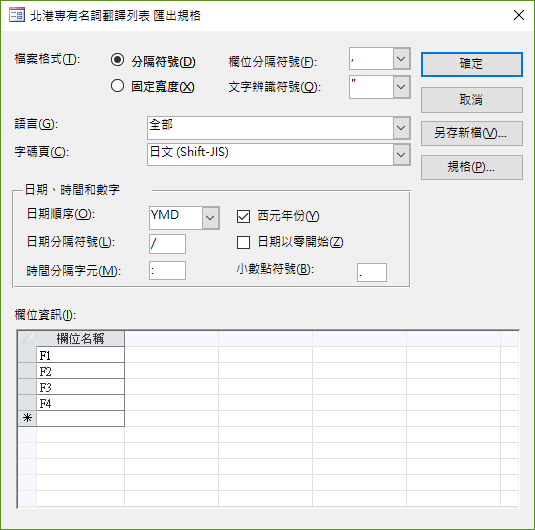 北港專有名詞翻譯列表 匯出規格
檔案格式(T):
分隔符號(D)
固定寬度(X)
欄位分隔符號(F): ,
文字辨識符號(Q): "
確定
取消
另存新檔(V)...
規格(P)...
語言(G): 全部
字碼頁(C): 日文 (Shift-JIS)
日期、時間和數字
日期順序(O): YMD
西元年份(Y)
日期分隔符號(L): /
日期以零開始(Z)
時間分隔字元(M): :
小數點符號(B): .
欄位資訊(I):
欄位名稱
F1
F2
F3
F4